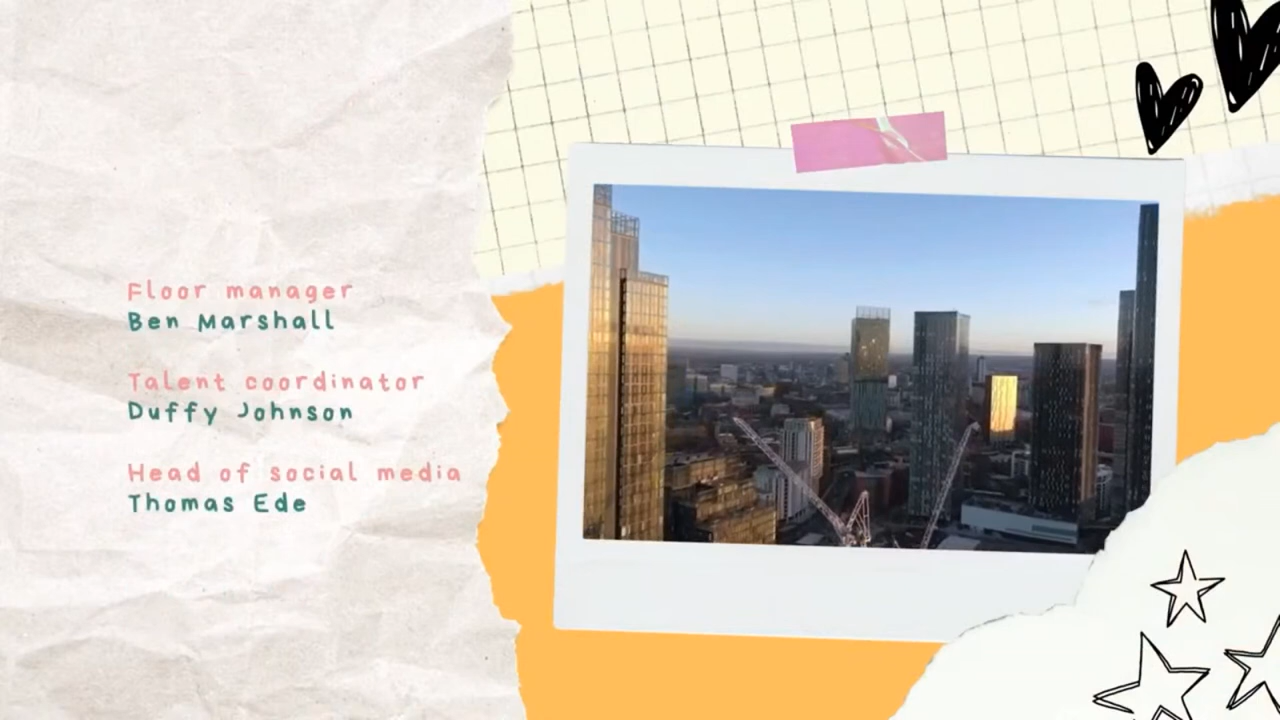 Floor manager
Ben Marshall
Talent coordinator
Duffy Johnson
Head of social media
Thomas Ede